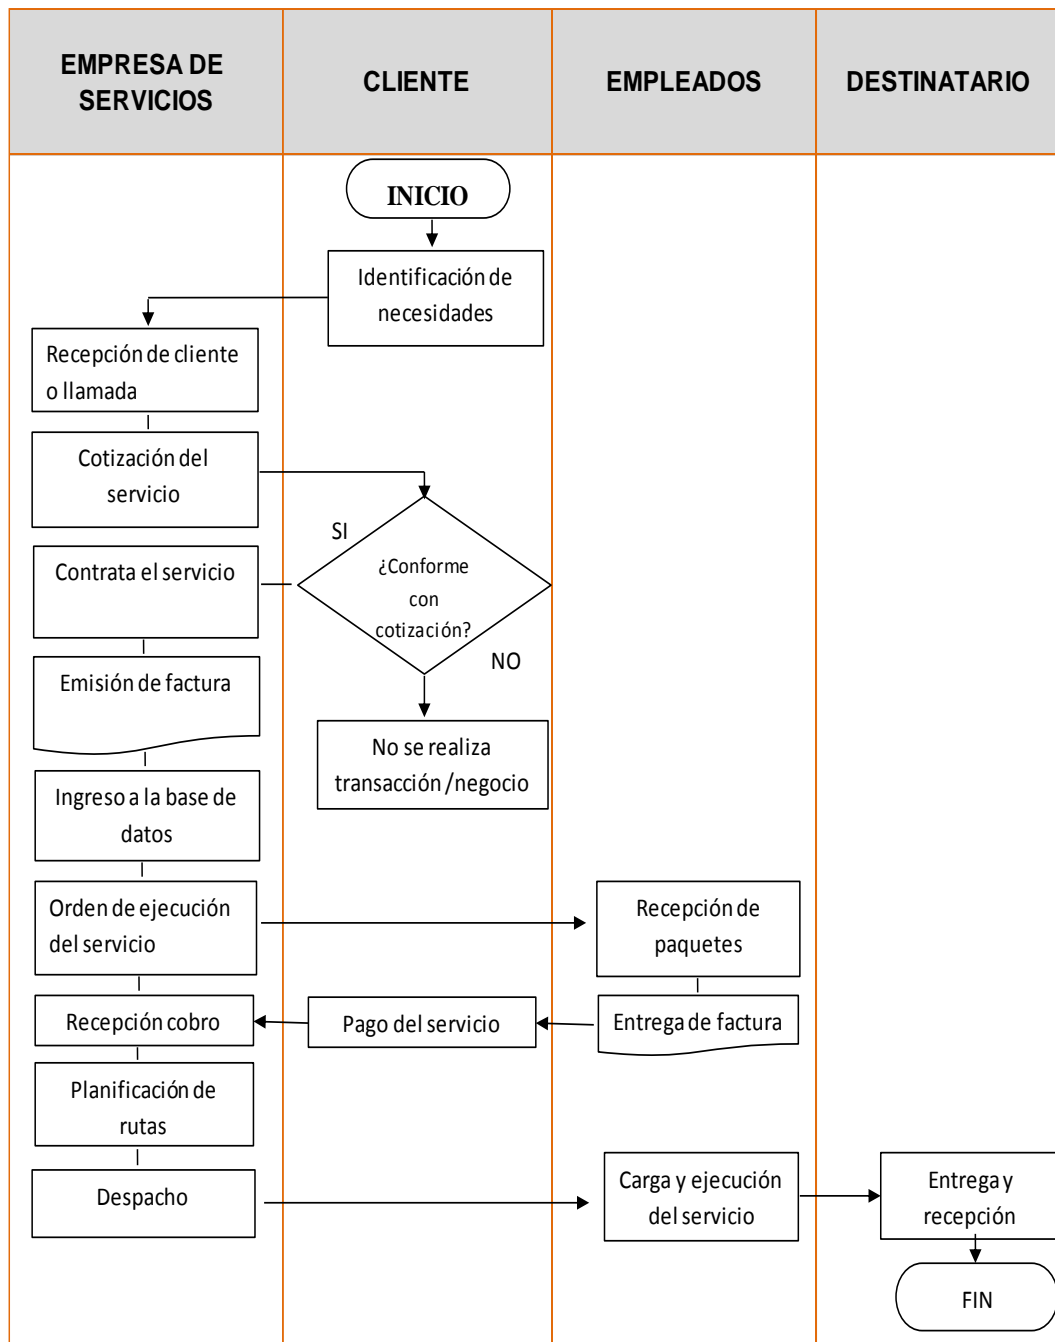 EMPRESA DE
SERVICIOS
CLIENTE
EMPLEADOS
DESTINATARIO
INICIO
Identificación de
necesidades
Recepción de cliente
o llamada
Cotización del
servicio
SI
¿Conforme
con
cotización?
NO
Contrata el servicio
Emisión de factura
No se realiza
transacción /negocio
Ingreso a la base de
datos
Orden de ejecución
del servicio
Recepción de
paquetes
Entrega de factura
Pago del servicio
Recepción cobro
Planificación de
rutas
Despacho
Carga y ejecución
del servicio
Entrega y
recepción
FIN